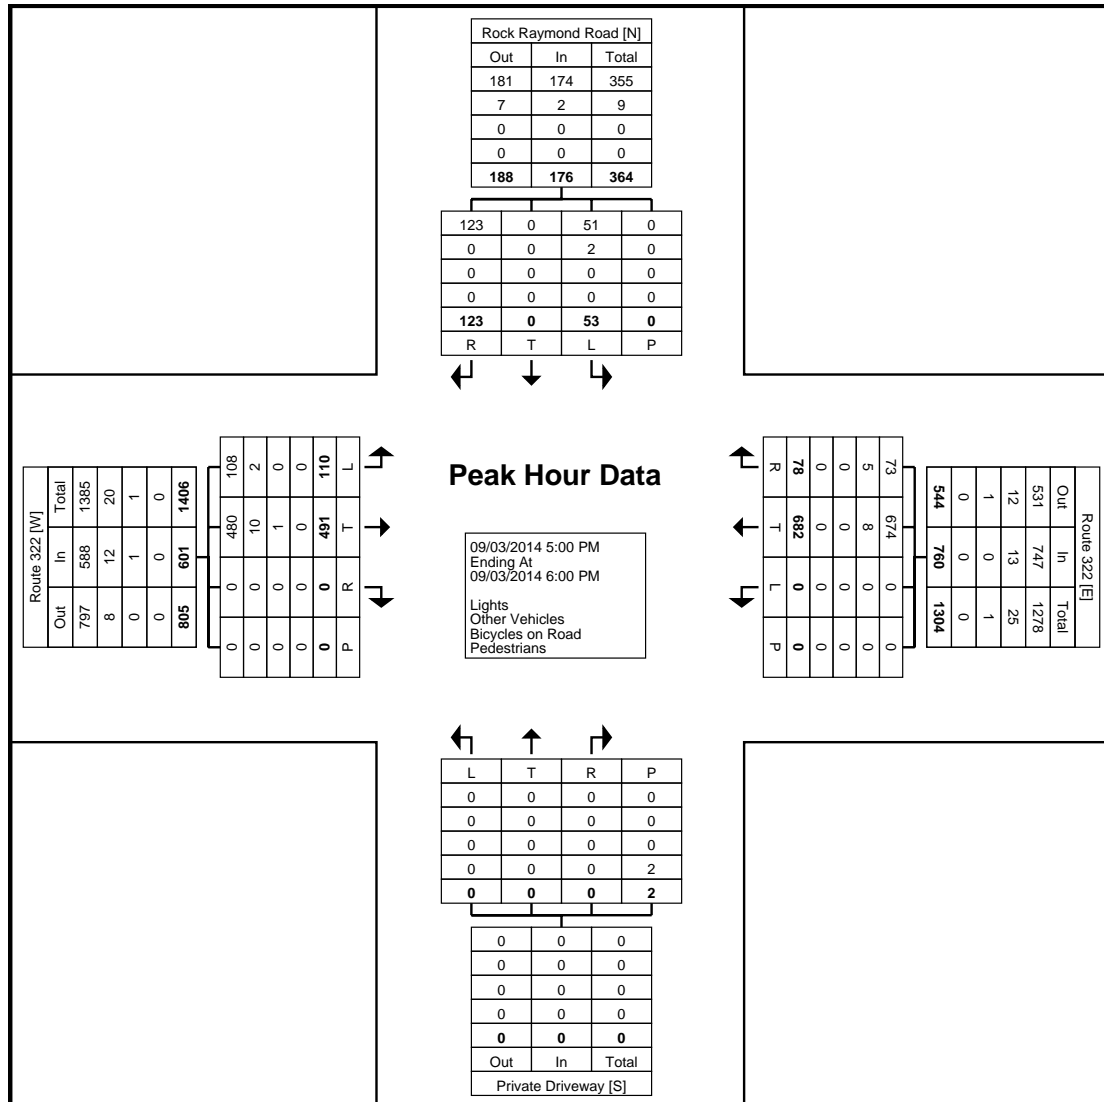 Rock Raymond Road [N]
Out In Total
181 174 355
7 2 9
0 0 0
0 0 0
188 176 364
123 0 51 0
0 0 2 0
0 0 0 0
0 0 0 0
123 0 53 0
R T L P
Route 322 [W]
Out In Total
797 588 1385
8 12 20
0 1 1
0 0 0
805 601 1406
108 480 0 0
2 10 0 0
0 1 0 0
0 0 0 0
110 491 0 0
L T R P
Peak Hour Data
09/03/2014 5:00 PM
Ending At
09/03/2014 6:00 PM
Lights
Other Vehicles
Bicycles on Road
Pedestrians
Route 322 [E]
Out In Total
531 747 1278
12 13 25
1 0 1
0 0 0
544 760 1304
73 674 0 0
5 8 0 0
0 0 0 0
0 0 0 0
78 682 0 0
R T L P
L T R P
0 0 0 0
0 0 0 0
0 0 0 0
0 0 0 2
0 0 0 2
0 0 0
0 0 0
0 0 0
0 0 0
0 0 0
Out In Total
Private Driveway [S]